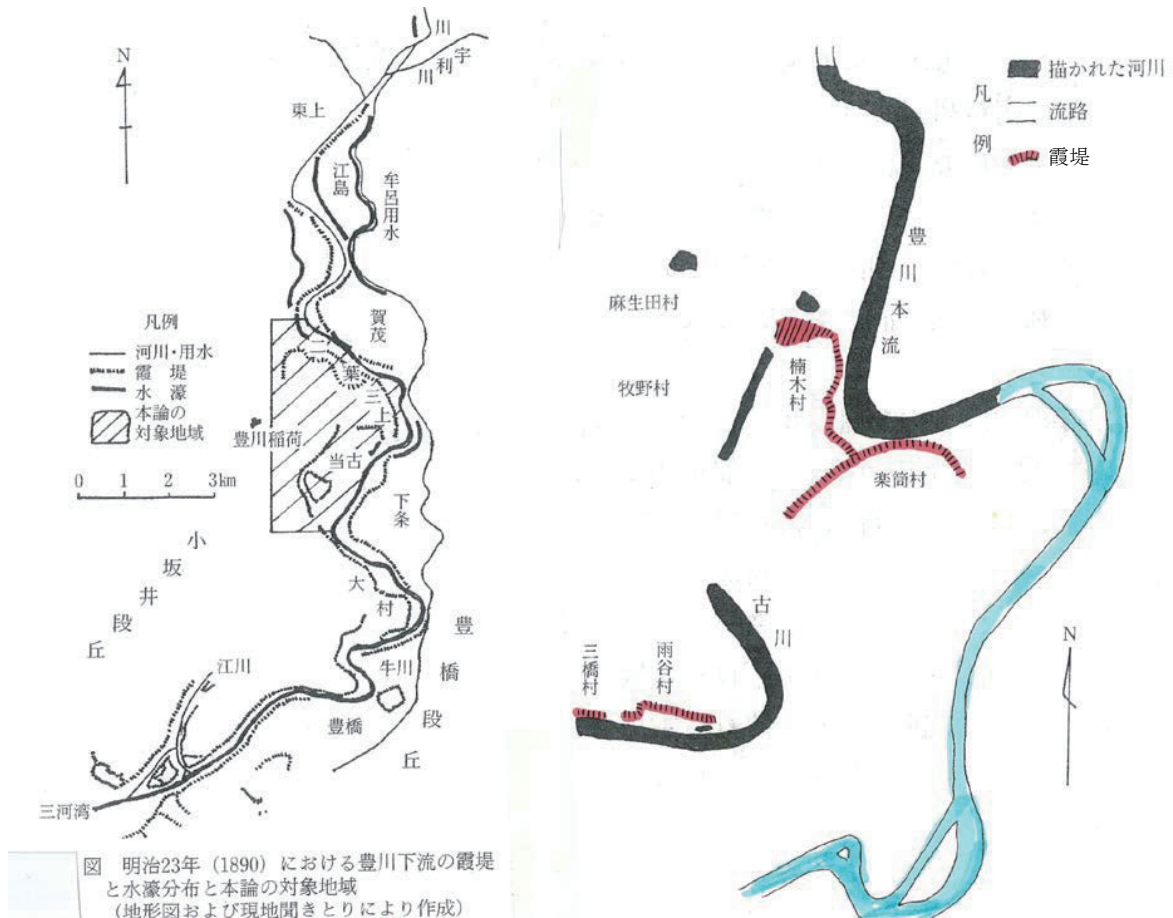 川
宇
利
川
N
東上
江島
牟呂用水
賀茂
凡例
河川・用水
霞堤
水濠
本論の
対象地域
二
葉
三
上
豊川稲荷
当古
0 1 2 3km
下条
小坂井段丘
大
村
豊橋段丘
江川
牛川
豊橋
三河湾
図 明治23年(1890)における豊川下流の霞堤
と水濠分布と本論の対象地域
(地形図および現地聞きとりにより作成)
凡例
描かれた河川
流路
霞堤
豊川本流
麻生田村
楠木村
牧野村
楽筒村
古川
三橋村
雨谷村
N